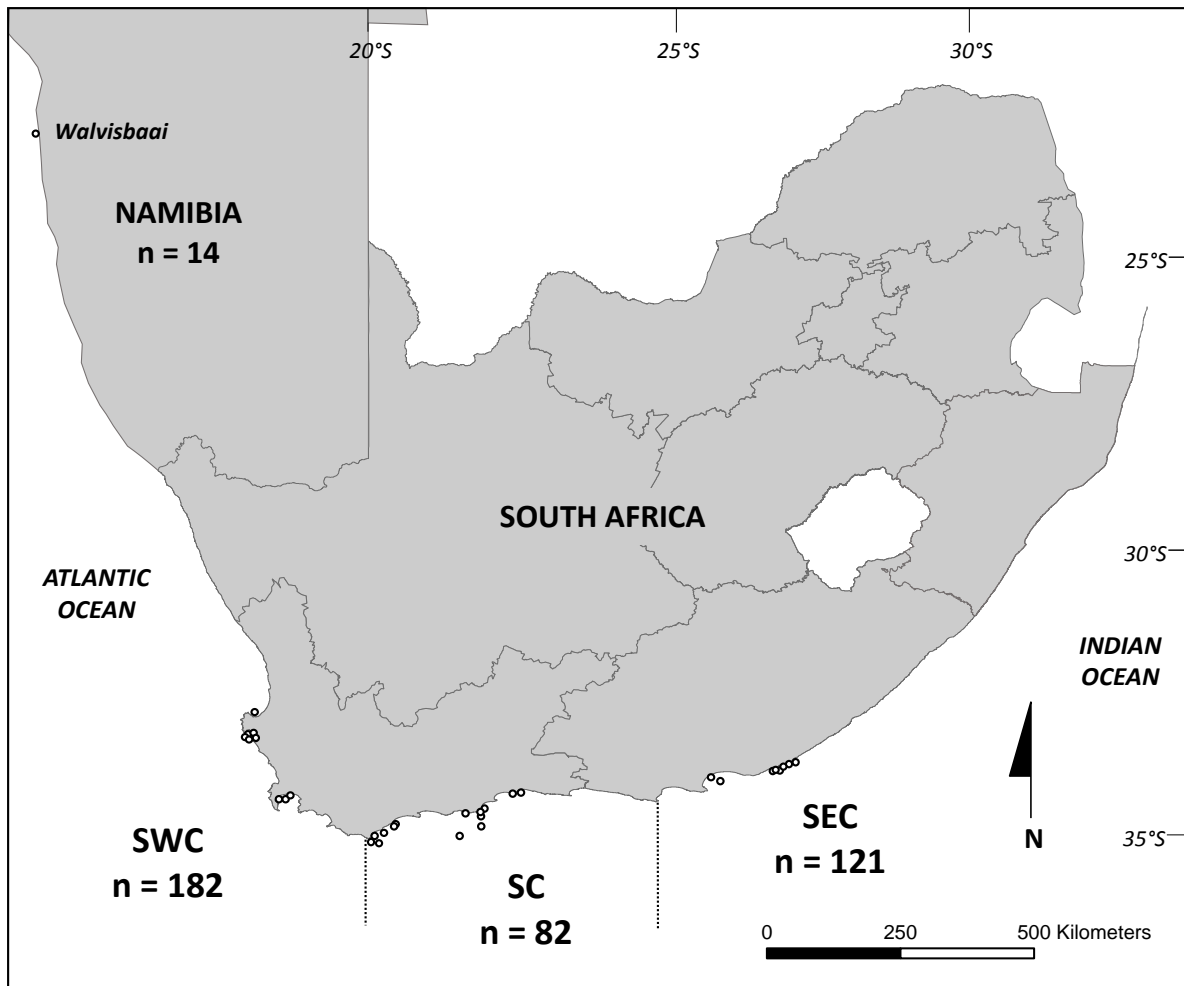 20°S
25°S
30°S
Walvisbaai
NAMIBIA
n = 14
25°S
SOUTH AFRICA
30°S
ATLANTIC
OCEAN
INDIAN
OCEAN
SWC
n = 182
SC
n = 82
SEC
n = 121
N
35°S
0 250 500 Kilometers